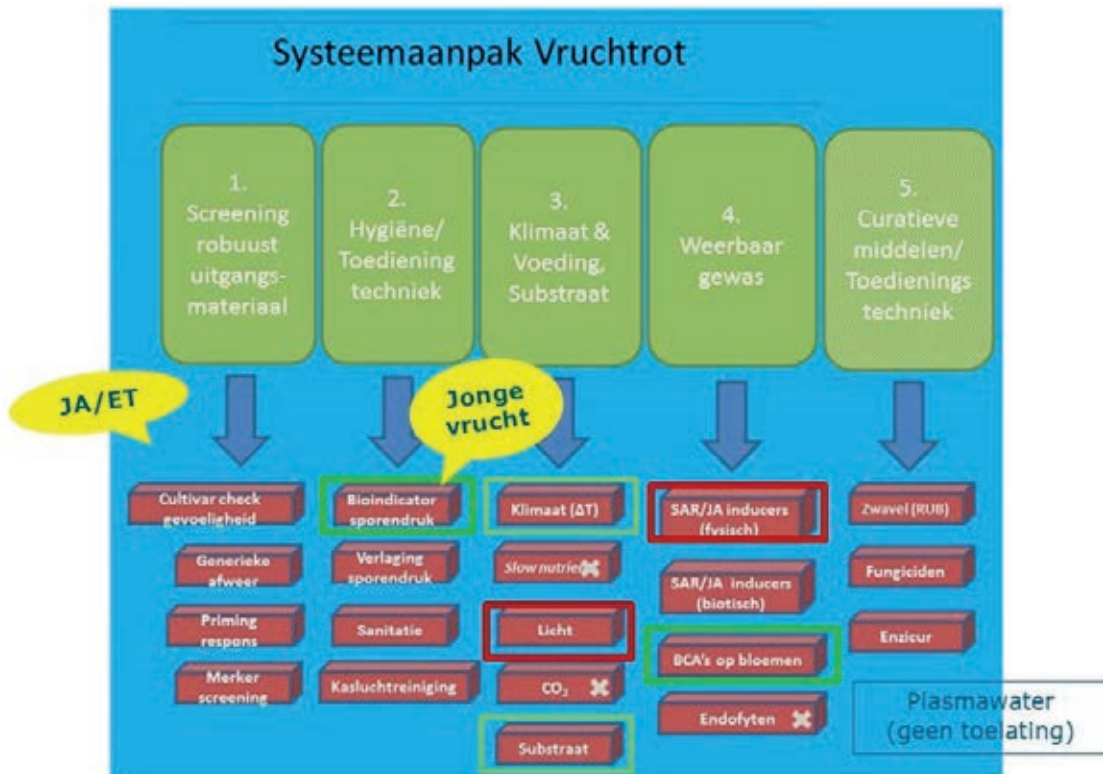 Systeemaanpak Vruchtrot
1.
Screening
robuust
uitgangs-
materiaal
2.
Hygiëne/
Toediening
techniek
3.
Klimaat &
Voeding,
Substraat
4.
Weerbaar
gewas
5.
Curatieve
middelen/
Toedienings
techniek
JA/ET
Jonge
vrucht
Cultivar check
gevoeligheid
Generieke
afweer
Priming
respons
Merker
screening
Bioindicator
sporendruk
Verlaging
sporendruk
Sanitatie
Kasluchtreiniging
Klimaat (ΔT)
Slow
Licht
CO₂
Substraat
SAR/JA inducers
(fysisch)
SAR/JA inducers
(biotisch)
BCA's op bloemen
Endofyten
Zwavel (RUB)
Fungiciden
Enzicur
Plasmawater
(geen toelating)